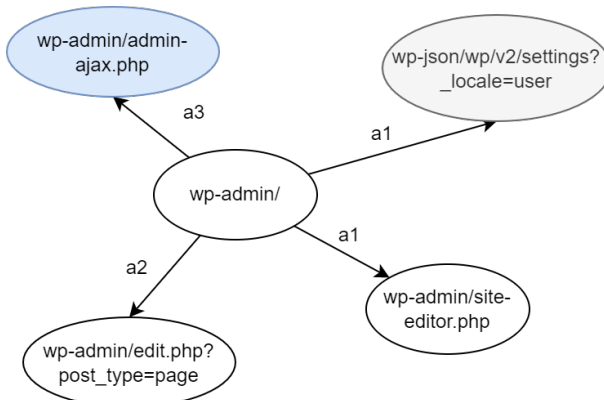 wp-admin/admin-
ajax.php
wp-json/wp/v2/settings?
_locale=user
a3
a1
wp-admin/
a1
a2
wp-admin/site-
editor.php
wp-admin/edit.php?
post_type=page